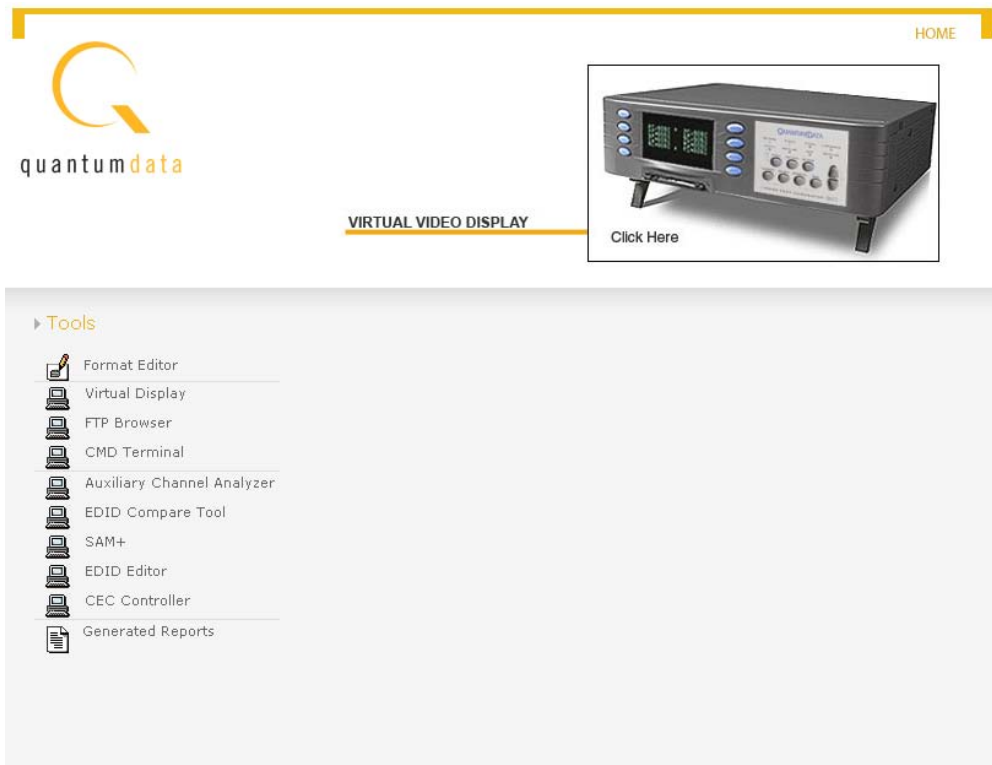 HOME
quantumdata
QUANTUMDATA
VIRTUAL VIDEO DISPLAY
Click Here
Tools
Format Editor
Virtual Display
FTP Browser
CMD Terminal
Auxiliary Channel Analyzer
EDID Compare Tool
SAM+
EDID Editor
CEC Controller
Generated Reports